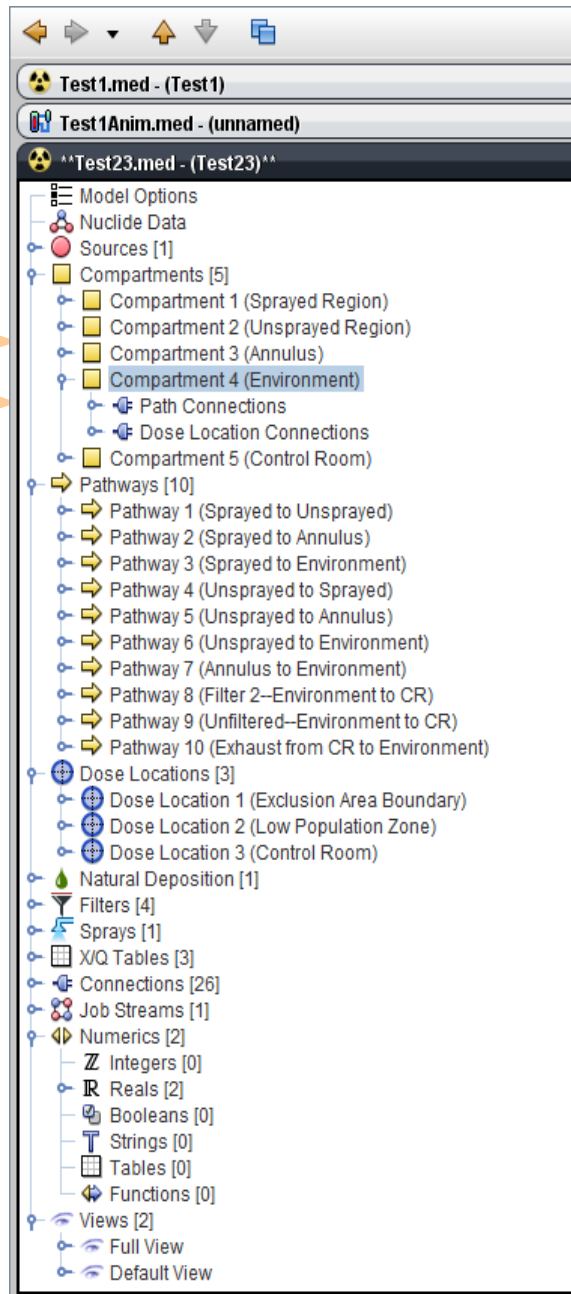 Test1.med - (Test1)
Test1Anim.med - (unnamed)
**Test23.med - (Test23)**
Model Options
Nuclide Data
Sources [1]
Compartments [5]
Compartment 1 (Sprayed Region)
Compartment 2 (Unsprayed Region)
Compartment 3 (Annulus)
Compartment 4 (Environment)
Path Connections
Dose Location Connections
Compartment 5 (Control Room)
Pathways [10]
Pathway 1 (Sprayed to Unsprayed)
Pathway 2 (Sprayed to Annulus)
Pathway 3 (Sprayed to Environment)
Pathway 4 (Unsprayed to Sprayed)
Pathway 5 (Unsprayed to Annulus)
Pathway 6 (Unsprayed to Environment)
Pathway 7 (Annulus to Environment)
Pathway 8 (Filter 2--Environment to CR)
Pathway 9 (Unfiltered--Environment to CR)
Pathway 10 (Exhaust from CR to Environment)
Dose Locations [3]
Dose Location 1 (Exclusion Area Boundary)
Dose Location 2 (Low Population Zone)
Dose Location 3 (Control Room)
Natural Deposition [1]
Filters [4]
Sprays [1]
X/Q Tables [3]
Connections [26]
Job Streams [1]
Numerics [2]
ℤ Integers [0]
ℝ Reals [2]
Booleans [0]
T Strings [0]
Tables [0]
Functions [0]
Views [2]
Full View
Default View